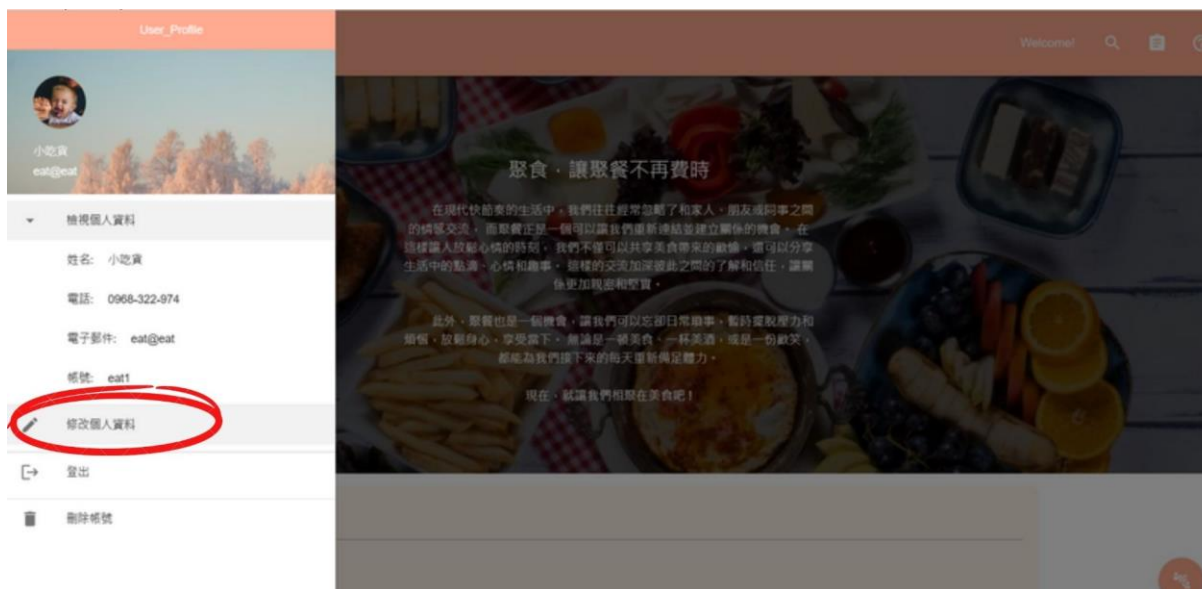 User_Profile
Welcome!
小吃貨
eat@eat
檢視個人資料
姓名: 小吃貨
電話: 0968-322-974
電子郵件: eat@eat
帳號: eat1
修改個人資料
登出
刪除帳號
聚食,讓聚餐不再費時
在現代快節奏的生活中,我們往往經常忽略了和家人、朋友或同事之間
的情感交流, 而聚餐正是一個可以讓我們重新連結並建立關係的機會。 在
這樣讓人放鬆心情的時刻, 我們不僅可以共享美食帶來的歡愉,還可以分享
生活中的點滴、心情和趣事。 這樣的交流加深彼此之間的了解和信任,讓關
係更加親密和堅實。
此外,聚餐也是一個機會,讓我們可以忘卻日常瑣事、暫時擺脫壓力和
煩惱,放鬆身心,享受當下。 無論是一頓美食、一杯美酒,或是一份歡笑,
都能為我們接下來的每天重新備足體力。
現在,就讓我們相聚在美食吧!